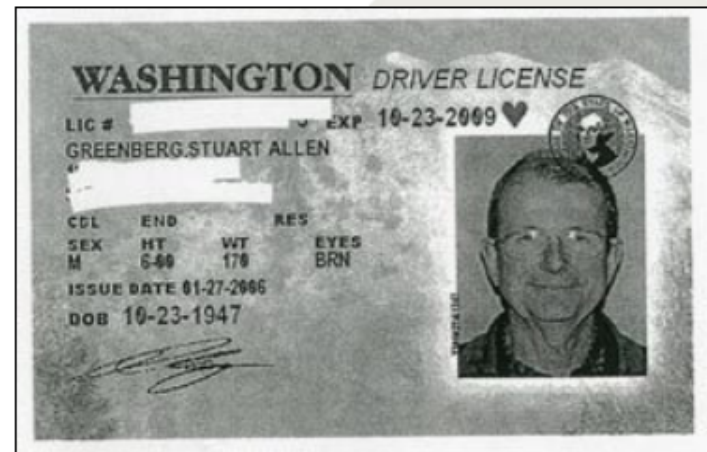 WASHINGTON DRIVER LICENSE
LIC # EXP 10-23-2009
GREENBERG,STUART ALLEN
CDL END RES
SEX HT WT EYES
M 6-00 170 BRN
ISSUE DATE 01-27-2006
DOB 10-23-1947